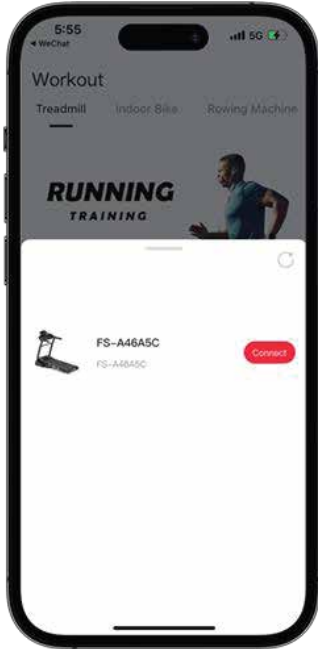 5:55
5G
◀ WeChat
Workout
Treadmill Indoor Bike Rowing Machine
RUNNING
TRAINING
FS-A46A5C
FS-A46A5C
Connect